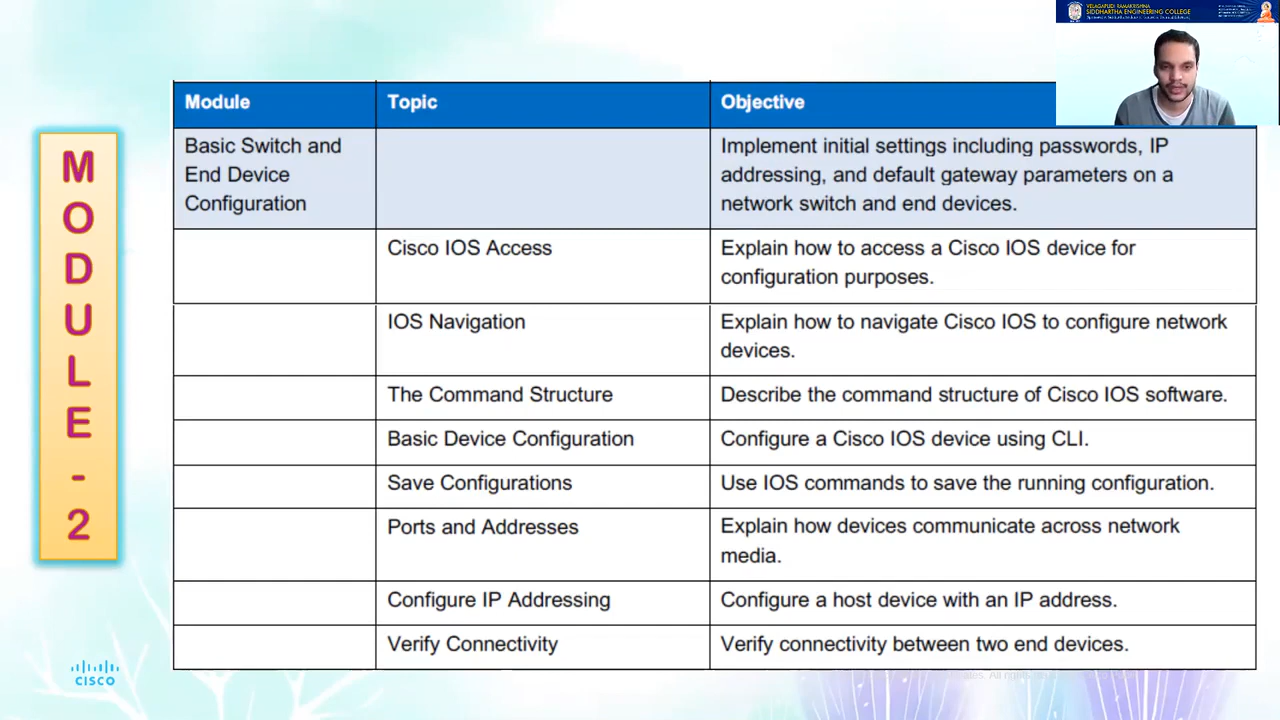 VELAGAPUDI RAMAKRISHNA
SIDDHARTHA ENGINEERING COLLEGE
MODULE-2
Module Topic Objective
Basic Switch and
End Device
Configuration
Implement initial settings including passwords, IP
addressing, and default gateway parameters on a
network switch and end devices.
Cisco IOS Access
Explain how to access a Cisco IOS device for
configuration purposes.
IOS Navigation
Explain how to navigate Cisco IOS to configure network
devices.
The Command Structure
Describe the command structure of Cisco IOS software.
Basic Device Configuration
Configure a Cisco IOS device using CLI.
Save Configurations
Use IOS commands to save the running configuration.
Ports and Addresses
Explain how devices communicate across network
media.
Configure IP Addressing
Configure a host device with an IP address.
Verify Connectivity
Verify connectivity between two end devices.
CISCO